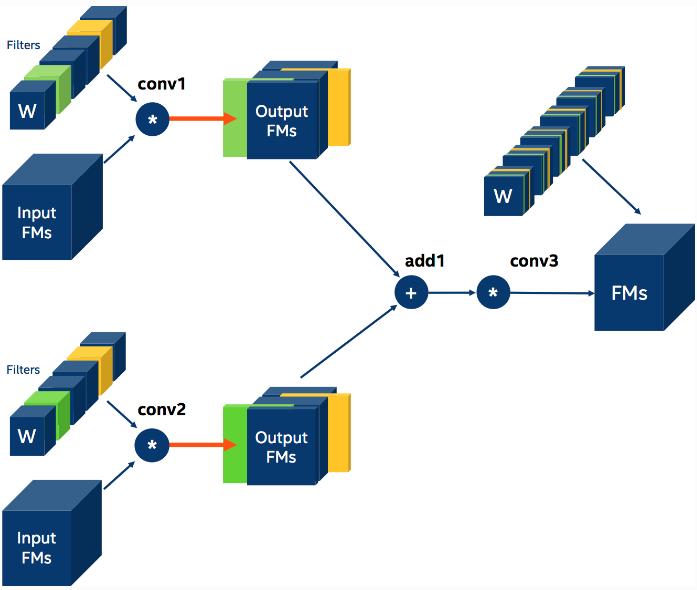 Filters
W
conv1
*
Input
FMs
Output
FMs
W
add1
+
conv3
*
FMs
Filters
W
conv2
*
Input
FMs
Output
FMs